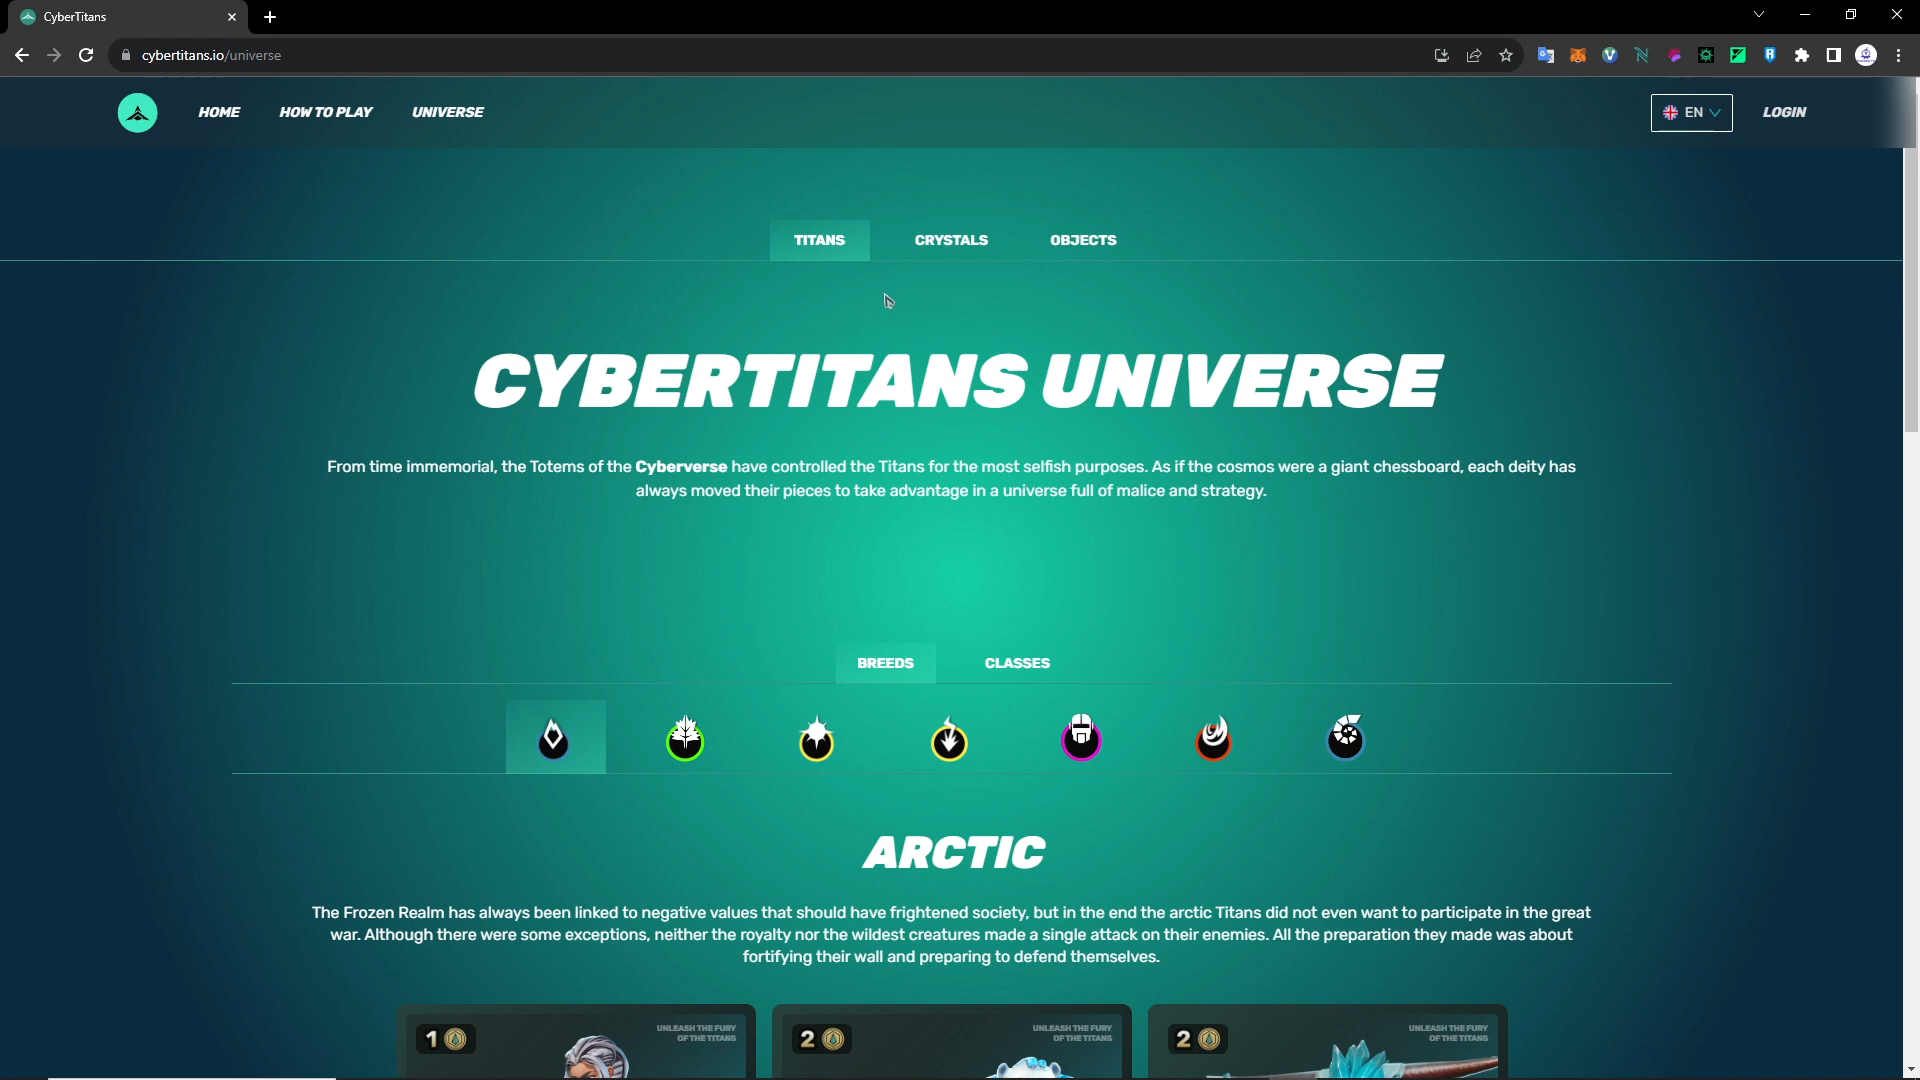 CyberTitans
cybertitans.io/universe
HOME HOW TO PLAY UNIVERSE EN LOGIN
TITANS CRYSTALS OBJECTS
CYBERTITANS UNIVERSE
From time immemorial, the Totems of the Cyberverse have controlled the Titans for the most selfish purposes. As if the cosmos were a giant chessboard, each deity has
always moved their pieces to take advantage in a universe full of malice and strategy.
BREEDS CLASSES
ARCTIC
The Frozen Realm has always been linked to negative values that should have frightened society, but in the end the arctic Titans did not even want to participate in the great
war. Although there were some exceptions, neither the royalty nor the wildest creatures made a single attack on their enemies. All the preparation they made was about
fortifying their wall and preparing to defend themselves.
1 UNLEASH THE FURY
OF THE TITANS
2 UNLEASH THE FURY
OF THE TITANS
2 UNLEASH THE FURY
OF THE TITANS